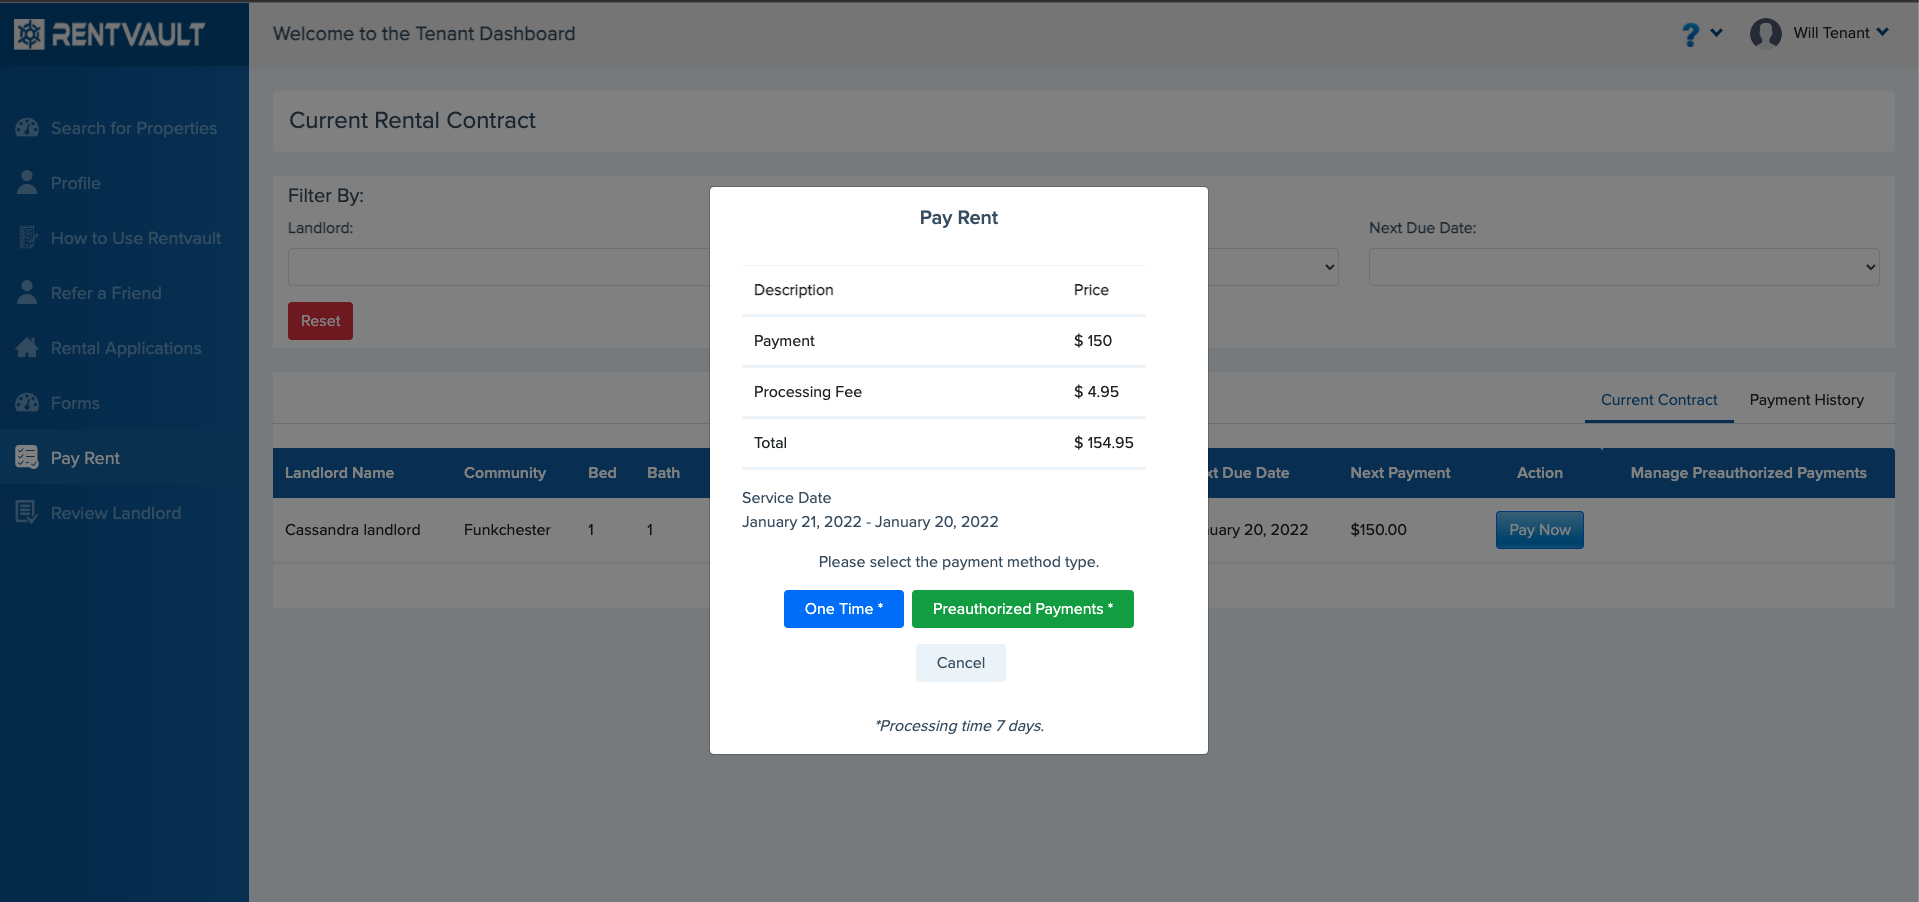 RENTVAULT
Welcome to the Tenant Dashboard
?
Will Tenant
Search for Properties
Profile
How to Use Rentvault
Refer a Friend
Rental Applications
Forms
Pay Rent
Review Landlord
Current Rental Contract
Filter By:
Landlord:
Next Due Date:
Reset
Current Contract Payment History
Landlord Name Community Bed Bath Due Date Next Payment Action Manage Preauthorized Payments
Cassandra landlord Funkchester 1 1 20, 2022 $150.00 Pay Now
Pay Rent
Description Price
Payment $ 150
Processing Fee $ 4.95
Total $ 154.95
Service Date
January 21, 2022 - January 20, 2022
Please select the payment method type.
One Time * Preauthorized Payments *
Cancel
*Processing time 7 days.